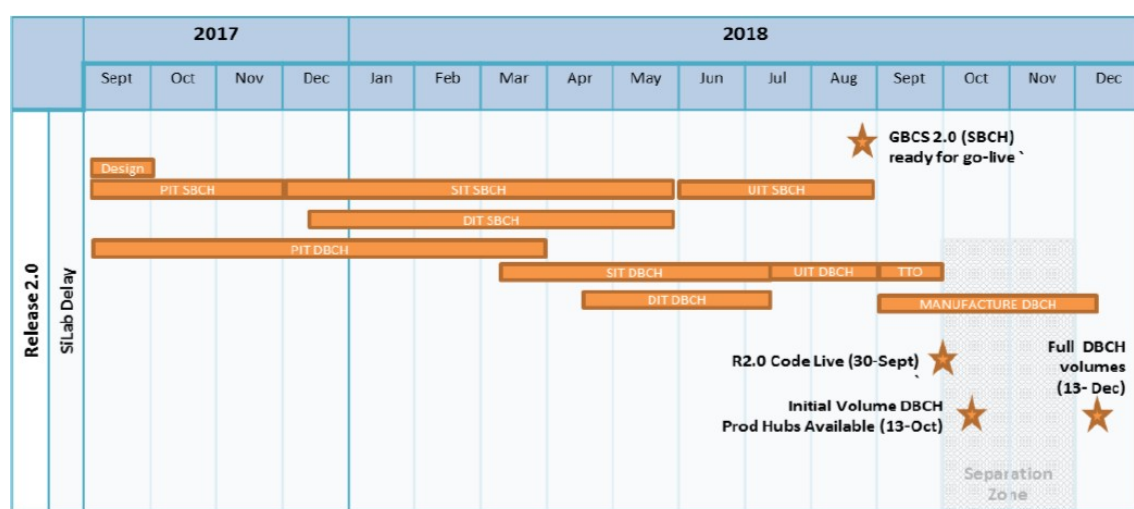 2017
2018
Sept
Oct
Nov
Dec
Jan
Feb
Mar
Apr
May
Jun
Jul
Aug
Sept
Oct
Nov
Dec
Release 2.0
SiLab Delay
GBCS 2.0 (SBCH)
ready for go-live `
Design
PIT SBCH
SIT SBCH
UIT SBCH
DIT SBCH
PIT DBCH
SIT DBCH
UIT DBCH
TTO
DIT DBCH
MANUFACTURE DBCH
R2.0 Code Live (30-Sept)
`
Full DBCH
volumes
(13- Dec)
Initial Volume DBCH
Prod Hubs Available (13-Oct)
Separation
Zone